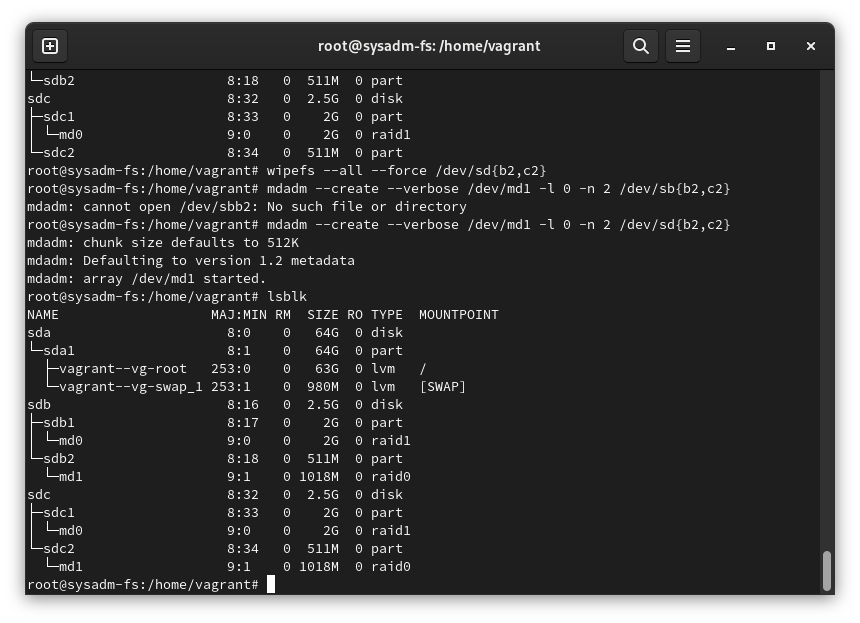 root@sysadm-fs: /home/vagrant
└─sdb2                   8:18   0  511M  0 part
sdc                      8:32   0  2.5G  0 disk
├─sdc1                   8:33   0    2G  0 part
│ └─md0                  9:0    0    2G  0 raid1
└─sdc2                   8:34   0  511M  0 part
root@sysadm-fs:/home/vagrant# wipefs --all --force /dev/sd{b2,c2}
root@sysadm-fs:/home/vagrant# mdadm --create --verbose /dev/md1 -l 0 -n 2 /dev/sb{b2,c2}
mdadm: cannot open /dev/sbb2: No such file or directory
root@sysadm-fs:/home/vagrant# mdadm --create --verbose /dev/md1 -l 0 -n 2 /dev/sd{b2,c2}
mdadm: chunk size defaults to 512K
mdadm: Defaulting to version 1.2 metadata
mdadm: array /dev/md1 started.
root@sysadm-fs:/home/vagrant# lsblk
NAME                   MAJ:MIN RM  SIZE RO TYPE  MOUNTPOINT
sda                      8:0    0   64G  0 disk
└─sda1                   8:1    0   64G  0 part
  ├─vagrant--vg-root   253:0    0   63G  0 lvm   /
  └─vagrant--vg-swap_1 253:1    0  980M  0 lvm   [SWAP]
sdb                      8:16   0  2.5G  0 disk
├─sdb1                   8:17   0    2G  0 part
│ └─md0                  9:0    0    2G  0 raid1
└─sdb2                   8:18   0  511M  0 part
  └─md1                  9:1    0 1018M  0 raid0
sdc                      8:32   0  2.5G  0 disk
├─sdc1                   8:33   0    2G  0 part
│ └─md0                  9:0    0    2G  0 raid1
└─sdc2                   8:34   0  511M  0 part
  └─md1                  9:1    0 1018M  0 raid0
root@sysadm-fs:/home/vagrant#